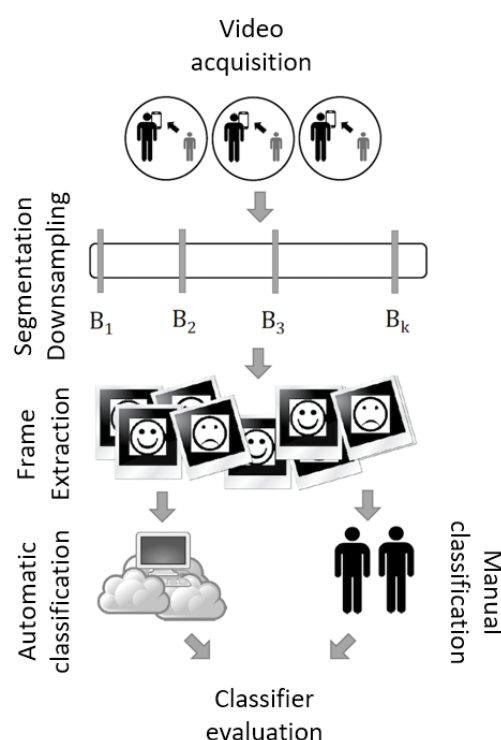 Video
acquisition
Segmentation
Downsampling
B₁ B₂ B₃ Bₖ
Frame
Extraction
Automatic
classification
Manual
classification
Classifier
evaluation